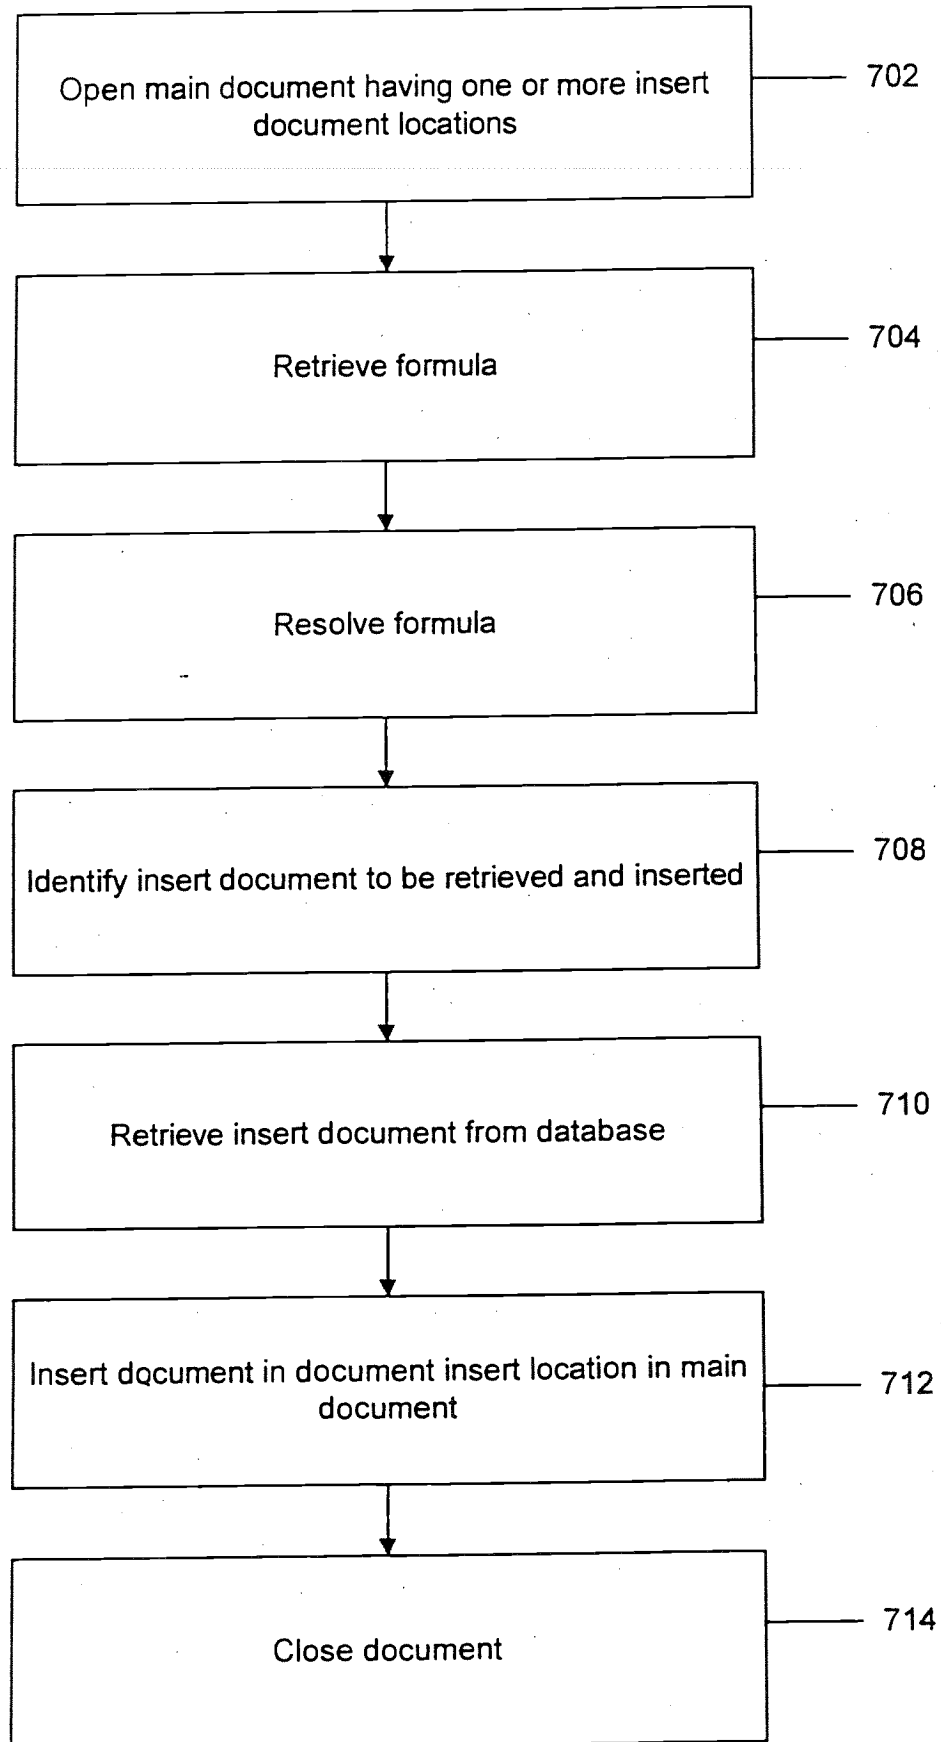 Open main document having one or more insert
document locations
702
Retrieve formula
704
Resolve formula
706
Identify insert document to be retrieved and inserted
708
Retrieve insert document from database
710
Insert document in document insert location in main
document
712
Close document
714